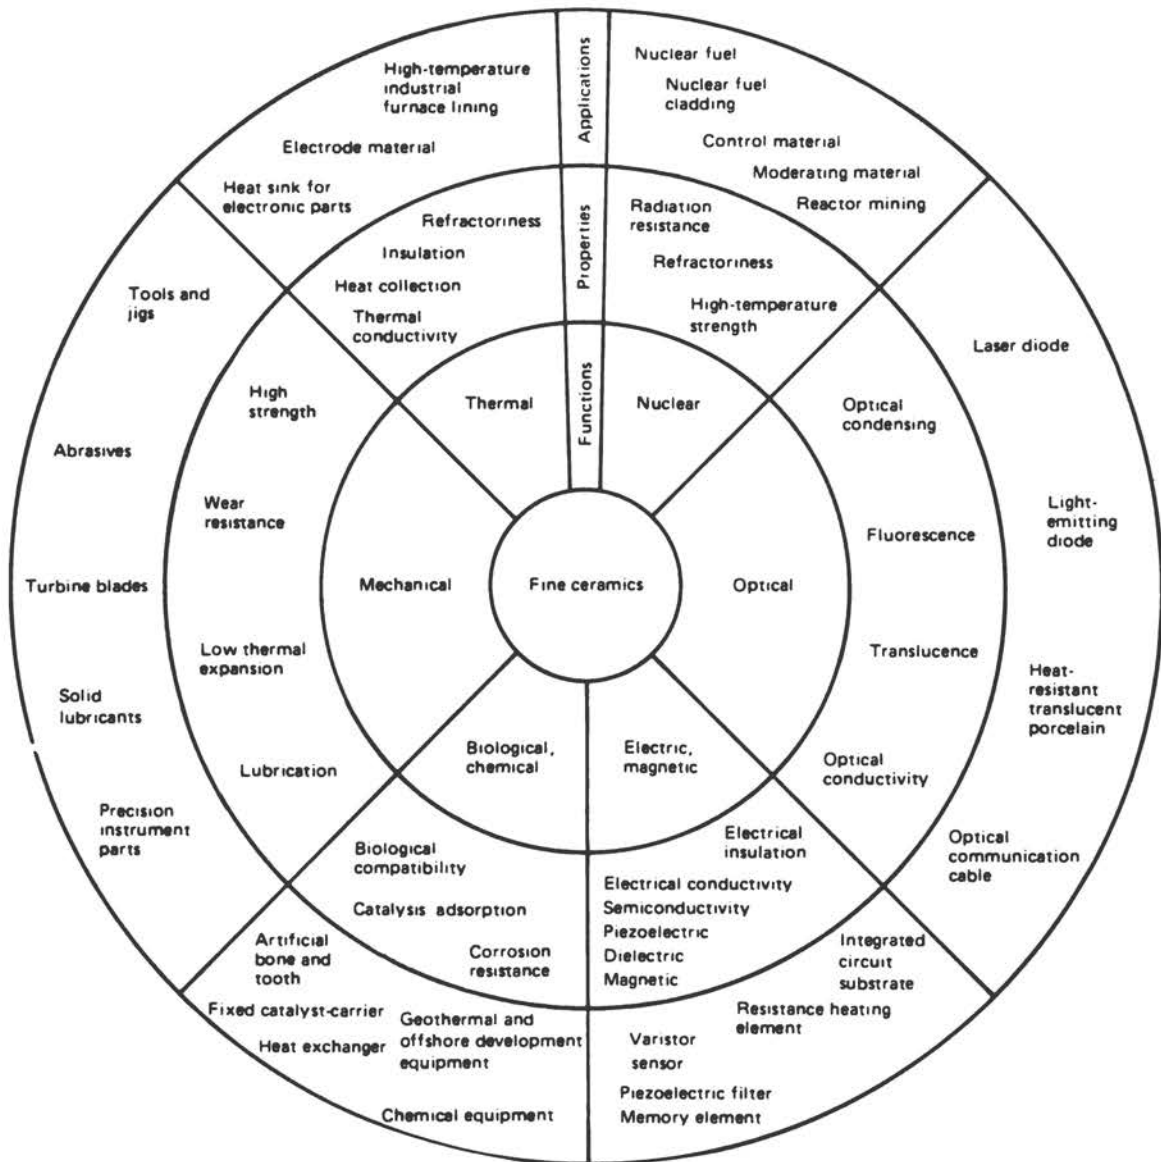 Applications
Properties
Functions
Fine ceramics
Thermal
Refractoriness
Insulation
Heat collection
Thermal
conductivity
High-temperature
industrial
furnace lining
Electrode material
Heat sink for
electronic parts
Nuclear
Radiation
resistance
Refractoriness
High-temperature
strength
Nuclear fuel
Nuclear fuel
cladding
Control material
Moderating material
Reactor mining
Optical
Optical
condensing
Fluorescence
Translucence
Optical
conductivity
Laser diode
Light-
emitting
diode
Heat-
resistant
translucent
porcelain
Optical
communication
cable
Electric,
magnetic
Electrical
insulation
Electrical conductivity
Semiconductivity
Piezoelectric
Dielectric
Magnetic
Integrated
circuit
substrate
Resistance heating
element
Varistor
sensor
Piezoelectric filter
Memory element
Biological,
chemical
Biological
compatibility
Catalysis adsorption
Corrosion
resistance
Artificial
bone and
tooth
Fixed catalyst-carrier
Heat exchanger
Geothermal and
offshore development
equipment
Chemical equipment
Mechanical
High
strength
Wear
resistance
Low thermal
expansion
Lubrication
Tools and
jigs
Abrasives
Turbine blades
Solid
lubricants
Precision
instrument
parts